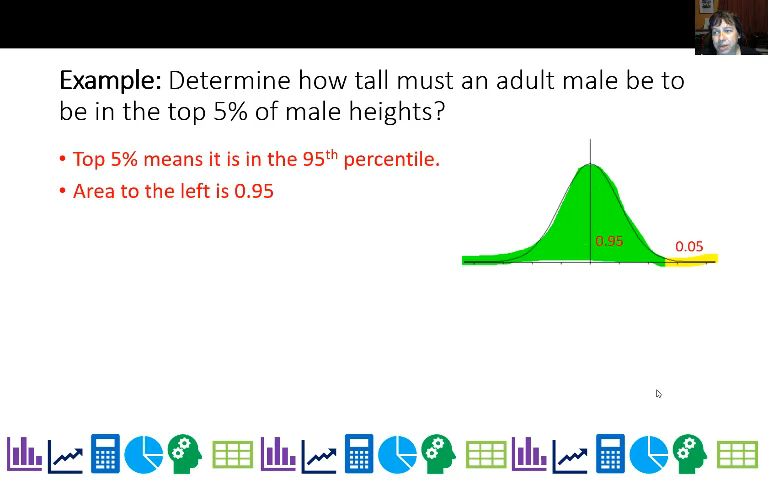 Example: Determine how tall must an adult male be to
be in the top 5% of male heights?
• Top 5% means it is in the 95th percentile.
• Area to the left is 0.95
0.95
0.05